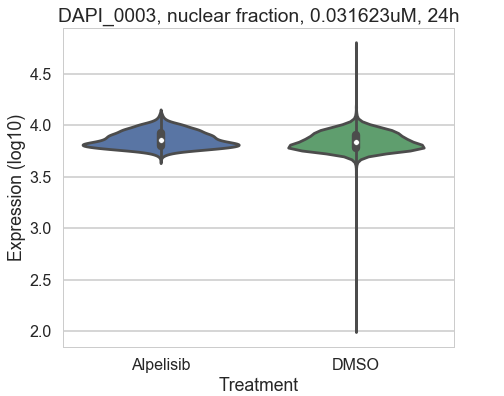 DAPI_0003, nuclear fraction, 0.031623uM, 24h
Expression (log10)
4.5
4.0
3.5
3.0
2.5
2.0
Alpelisib DMSO
Treatment